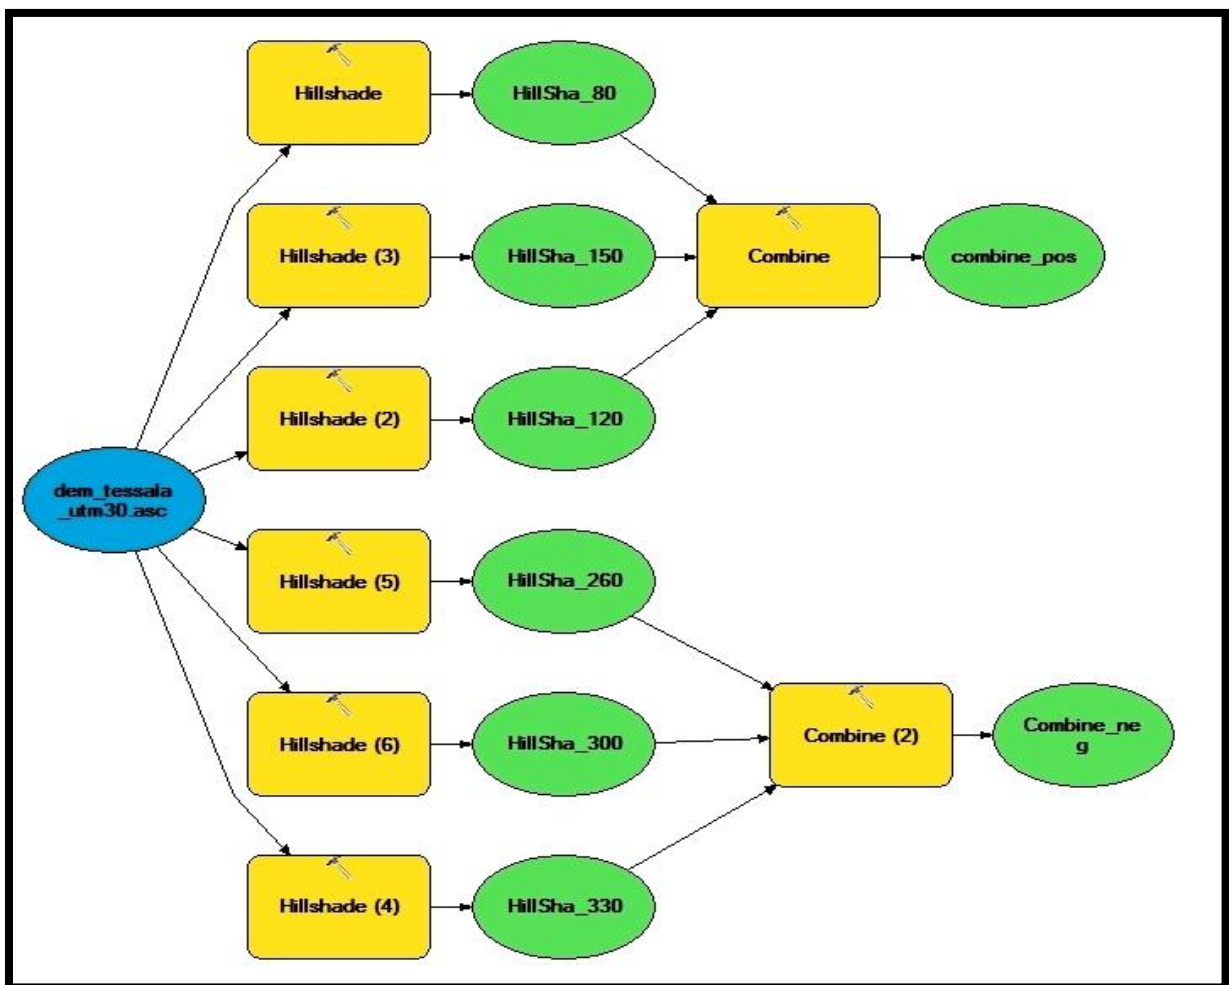 Hillshade
HillSha_80
Hillshade (3)
HillSha_150
Combine
combine_pos
Hillshade (2)
HillSha_120
dem_tessala
_utm30.asc
Hillshade (5)
HillSha_260
Hillshade (6)
HillSha_300
Combine (2)
Combine_ne
g
Hillshade (4)
HillSha_330